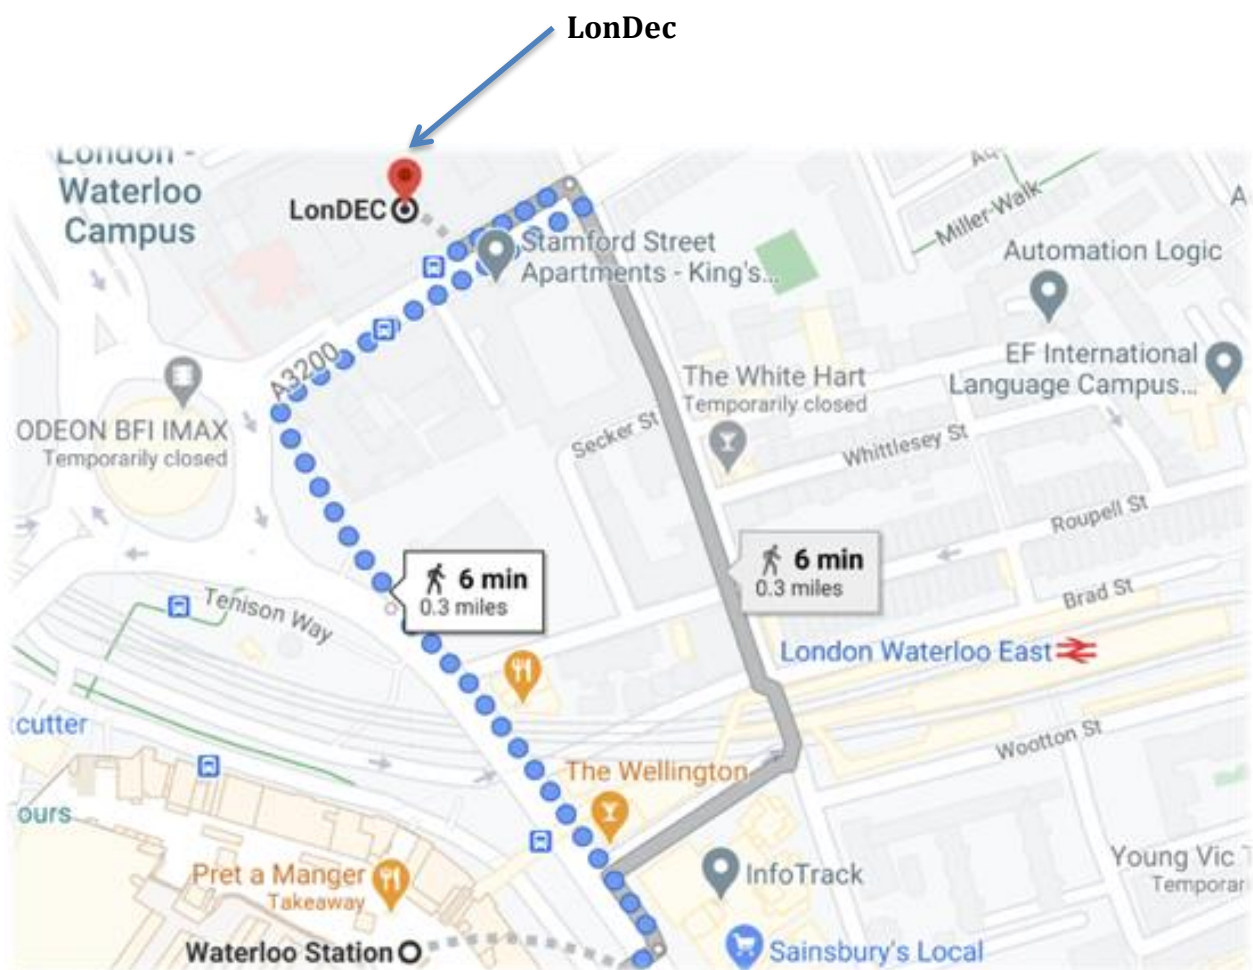 LonDec
London -
Waterloo
Campus
LonDEC
Stamford Street
Apartments - King's...
Miller-Walk
Automation Logic
A3200
ODEON BFI IMAX
Temporarily closed
The White Hart
Temporarily closed
EF International
Language Campus...
Secker St
Whittlesey St
Roupell St
6 min
0.3 miles
6 min
0.3 miles
Tenison Way
Brad St
London Waterloo East
cutter
Wootton St
The Wellington
ours
Pret a Manger
Takeaway
InfoTrack
Young Vic
Temporar
Waterloo Station
Sainsbury's Local